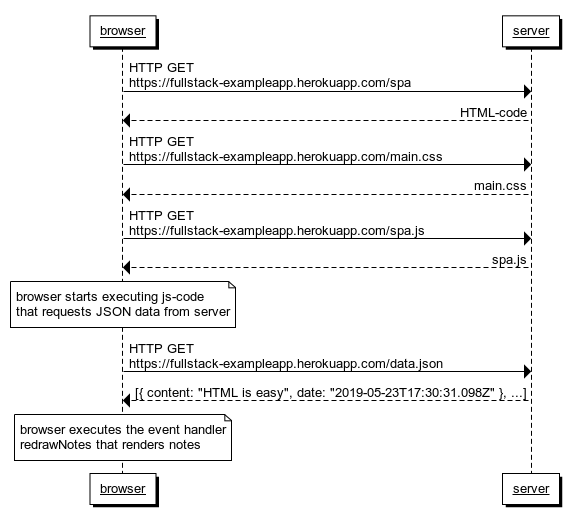 browser
server
HTTP GET
https://fullstack-exampleapp.herokuapp.com/spa
HTML-code
HTTP GET
https://fullstack-exampleapp.herokuapp.com/main.css
main.css
HTTP GET
https://fullstack-exampleapp.herokuapp.com/spa.js
spa.js
browser starts executing js-code
that requests JSON data from server
HTTP GET
https://fullstack-exampleapp.herokuapp.com/data.json
[{ content: "HTML is easy", date: "2019-05-23T17:30:31.098Z" }, ...]
browser executes the event handler
redrawNotes that renders notes
browser
server